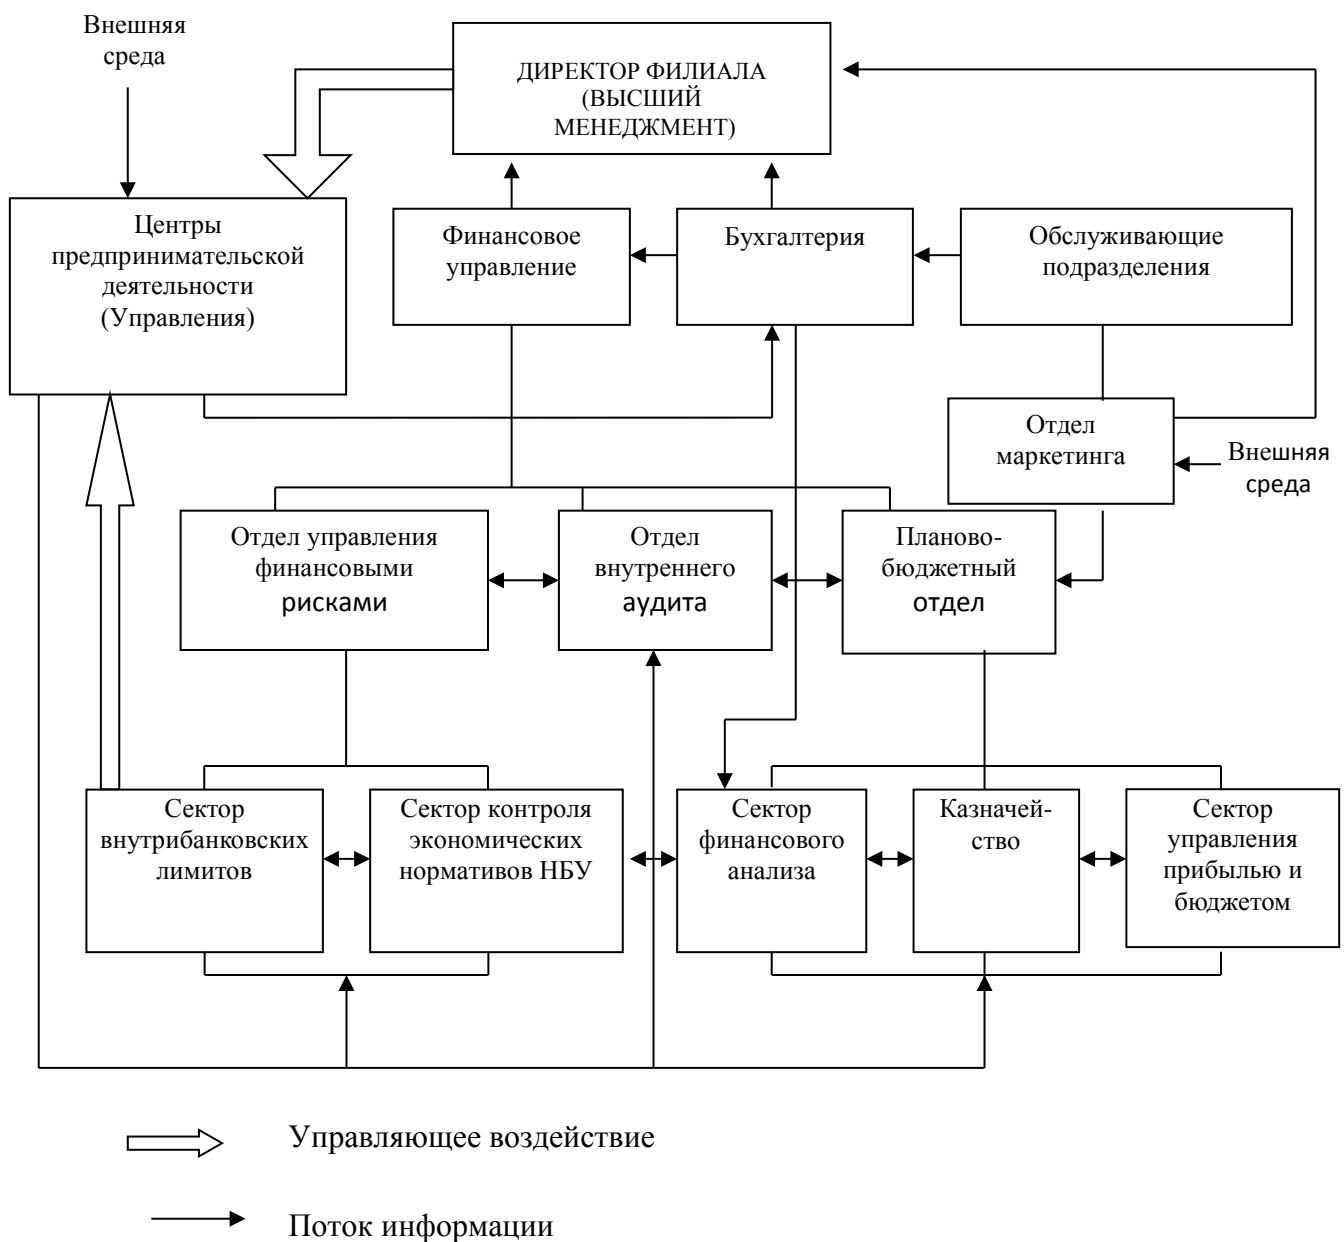 Внешняя
среда
ДИРЕКТОР ФИЛИАЛА
(ВЫСШИЙ
МЕНЕДЖМЕНТ)
Центры
предпринимательской
деятельности
(Управления)
Финансовое
управление
Бухгалтерия
Обслуживающие
подразделения
Отдел
маркетинга
Внешняя
среда
Отдел управления
финансовыми
рисками
Отдел
внутреннего
аудита
Планово-
бюджетный
отдел
Сектор
внутрибанковских
лимитов
Сектор контроля
экономических
нормативов НБУ
Сектор
финансового
анализа
Казначей-
ство
Сектор
управления
прибылью и
бюджетом
Управляющее воздействие
Поток информации